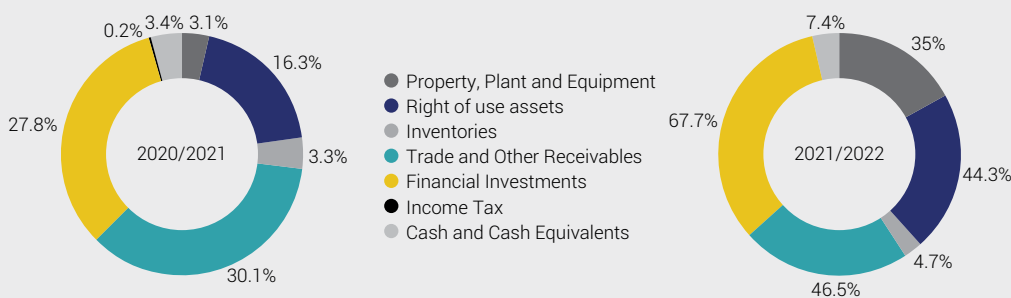 0.2%
3.4%
3.1%
16.3%
27.8%
2020/2021
3.3%
30.1%
Property, Plant and Equipment
Right of use assets
Inventories
Trade and Other Receivables
Financial Investments
Income Tax
Cash and Cash Equivalents
7.4%
35%
67.7%
2021/2022
44.3%
4.7%
46.5%